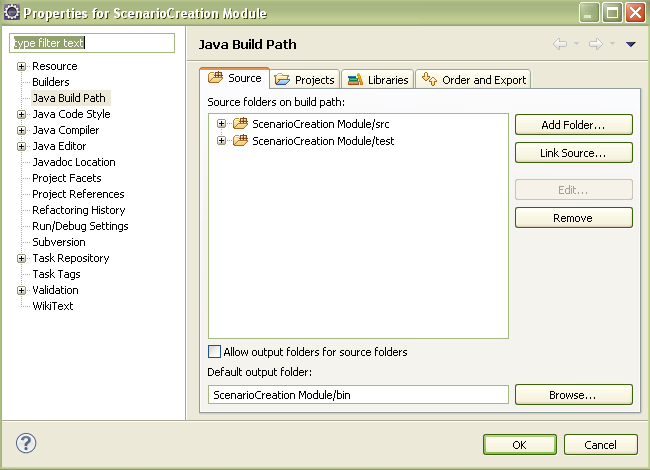 Properties for ScenarioCreation Module
type filter text
Resource
Builders
Java Build Path
Java Code Style
Java Compiler
Java Editor
Javadoc Location
Project Facets
Project References
Refactoring History
Run/Debug Settings
Subversion
Task Repository
Task Tags
Validation
WikiText
Java Build Path
Source Projects Libraries Order and Export
Source folders on build path:
ScenarioCreation Module/src
ScenarioCreation Module/test
Add Folder...
Link Source...
Edit...
Remove
Allow output folders for source folders
Default output folder:
ScenarioCreation Module/bin
Browse...
?
OK Cancel